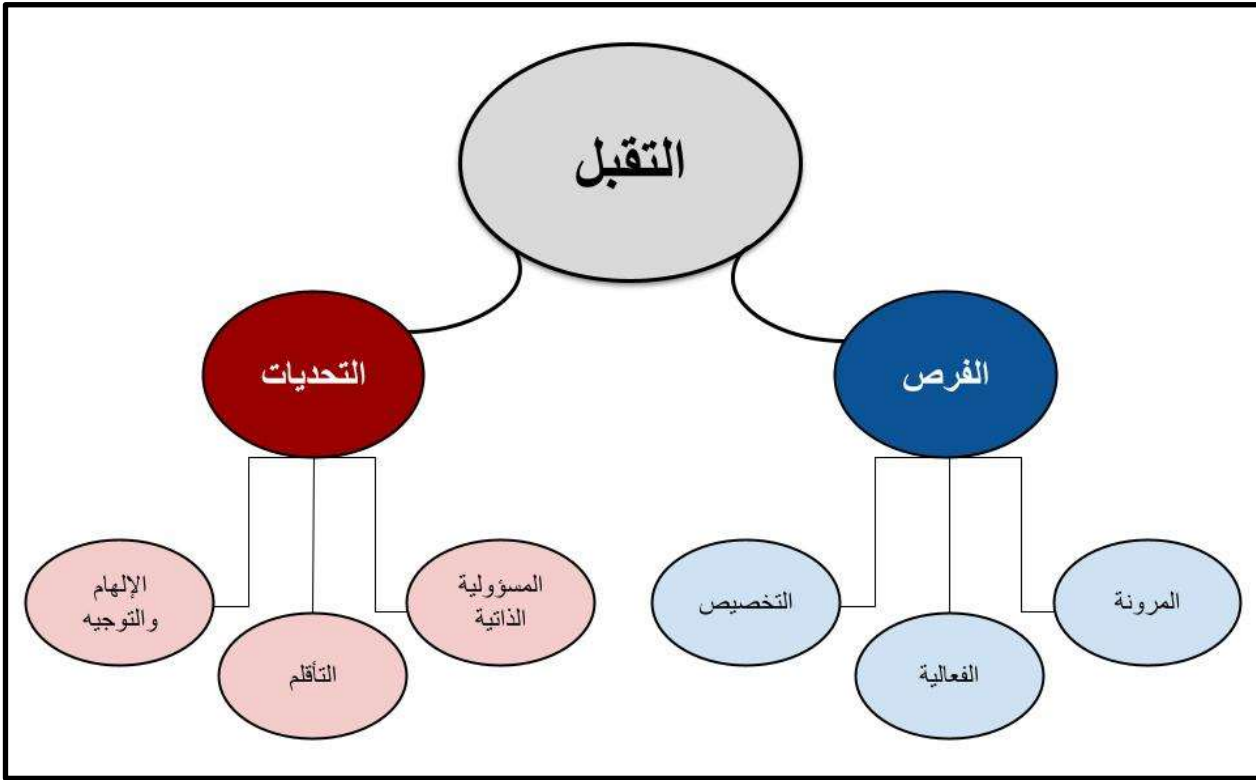 التقبل
الفرص
التحديات
المرونة
الفعالية
التخصيص
المسؤولية
الذاتية
التأقلم
الإلهام
والتوجيه